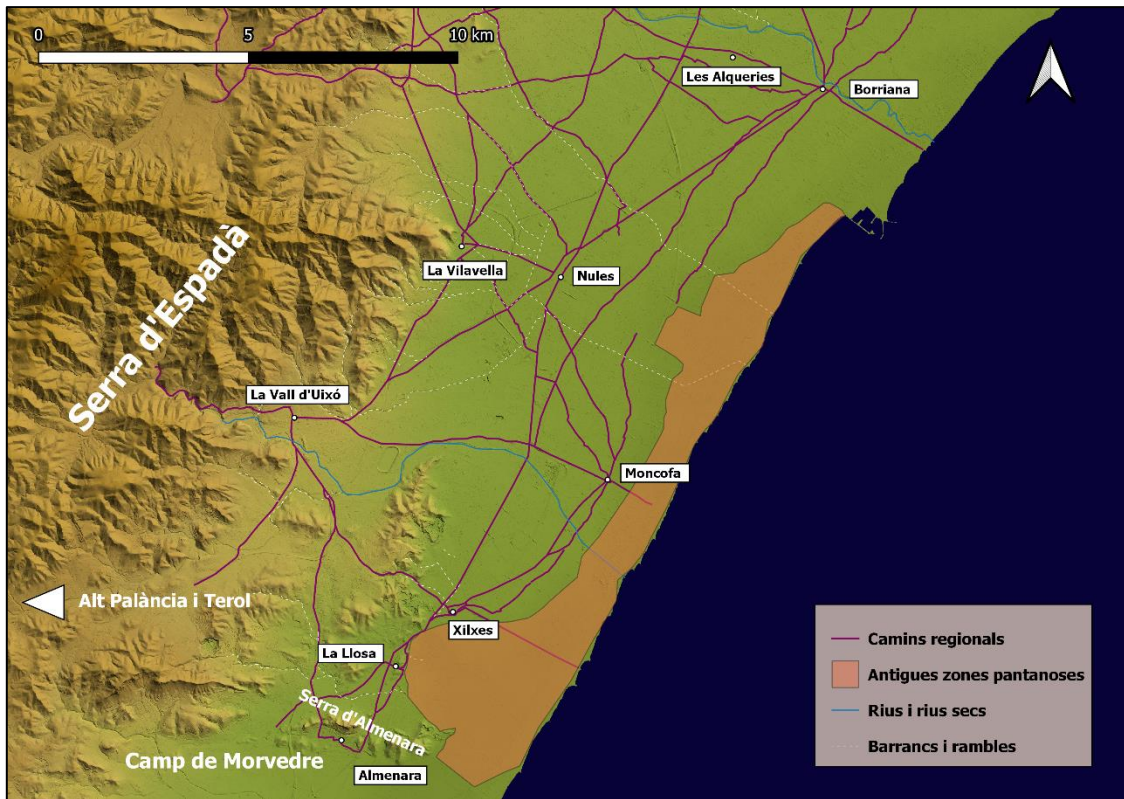 0 5 10 km
Les Alqueries
Borriana
La Vilavella
Nules
Serra d'Espadà
La Vall d'Uixó
Moncofa
Alt Palància i Terol
Xilxes
La Llosa
Serra d'Almenara
Camp de Morvedre
Almenara
Camins regionals
Antigues zones pantanoses
Rius i rius secs
Barrancs i rambles